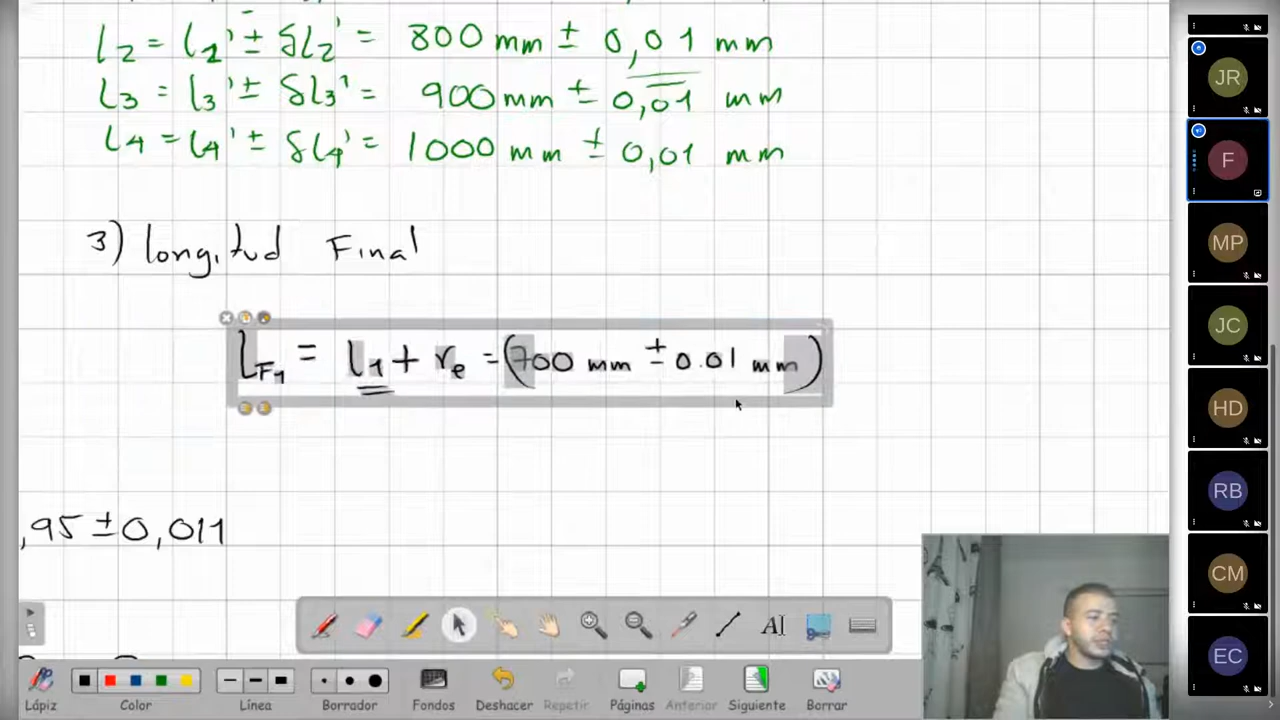 l2 = l2' ± δL2' = 800 mm ± 0,01 mm
l3 = l3' ± δL3' = 900 mm ± 0,01 mm
l4 = l4' ± δL4' = 1000 mm ± 0,01 mm
3) longitud Final
LF1 = l1 + re = (700 mm ± 0.01 mm)
,95 ± 0,011
JR
F
MP
JC
HD
RB
CM
EC
AI
Lápiz
Color
Línea
Borrador
Fondos
Deshacer
Repetir.
Páginas
Anterior
Siguiente
Borrar